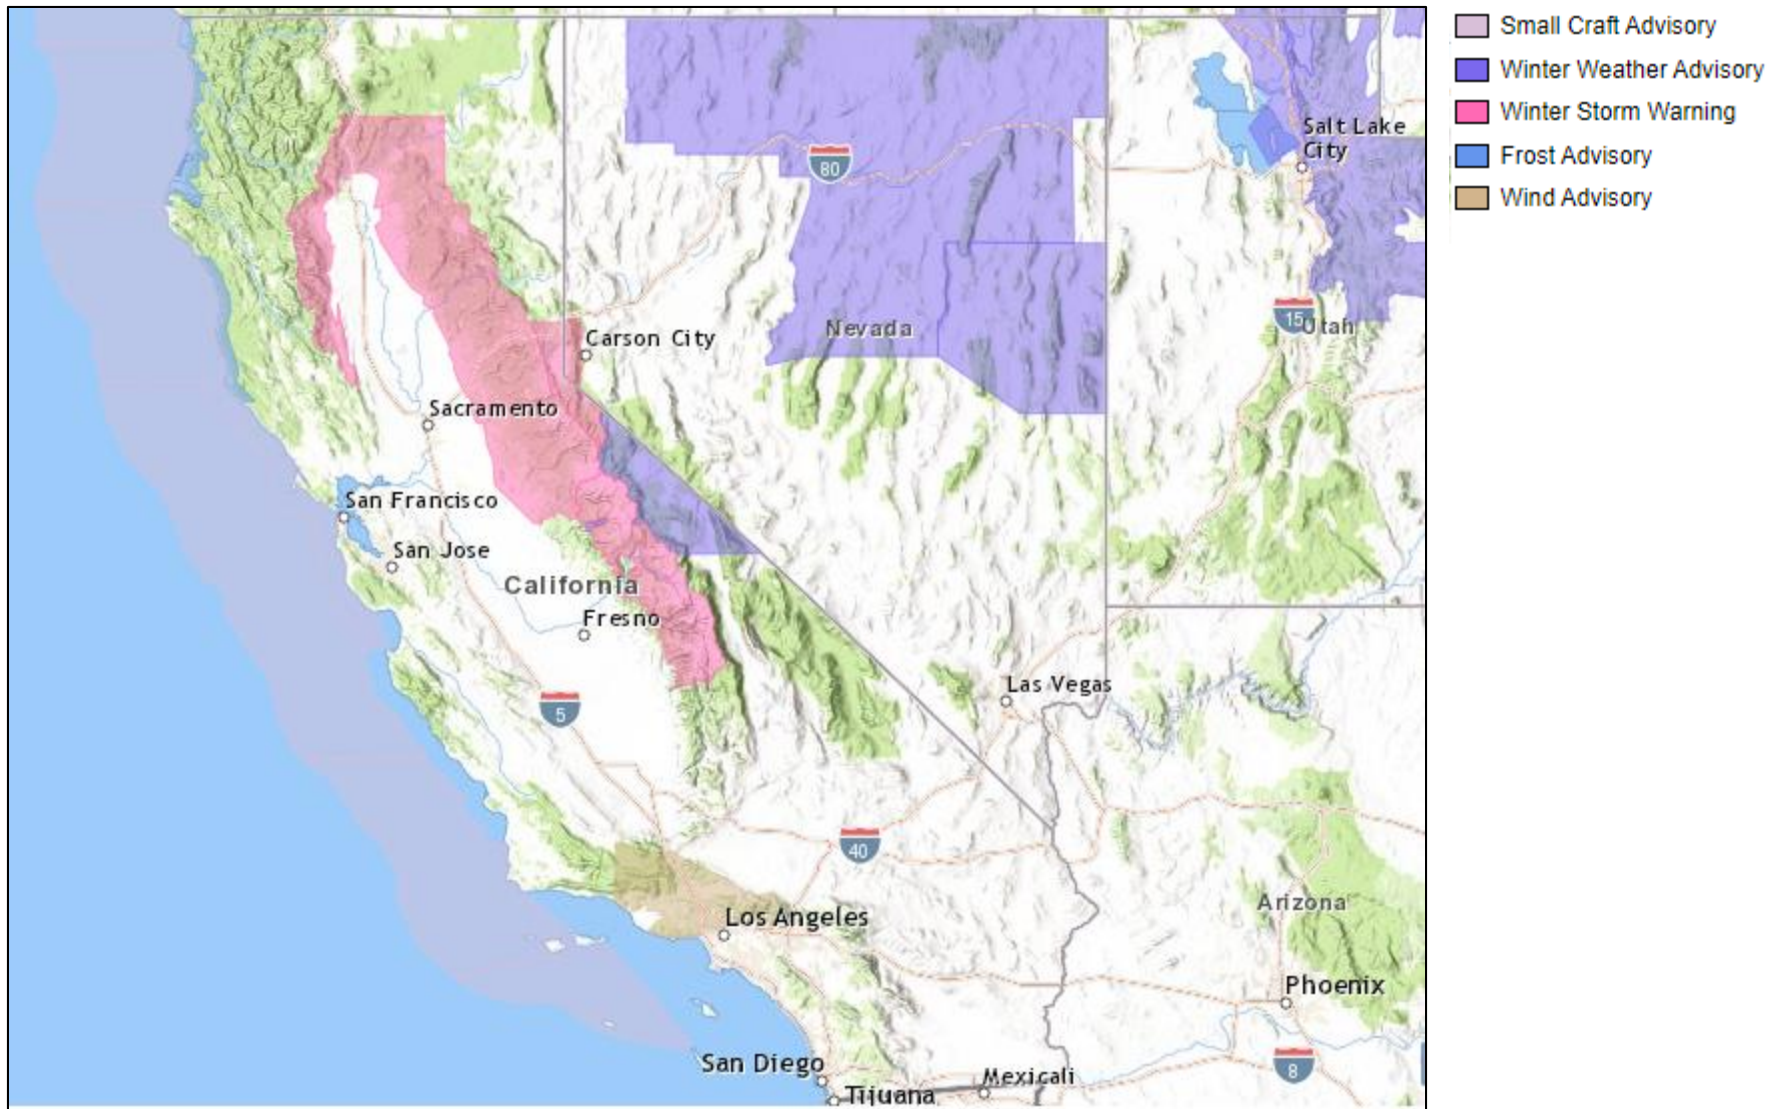 Small Craft Advisory
Winter Weather Advisory
Winter Storm Warning
Frost Advisory
Wind Advisory
Salt Lake
City
80
15
Utah
Nevada
Carson City
Sacramento
San Francisco
San Jose
California
Fresno
Las Vegas
5
40
Los Angeles
Arizona
Phoenix
San Diego
8
Mexicali
Tijuana